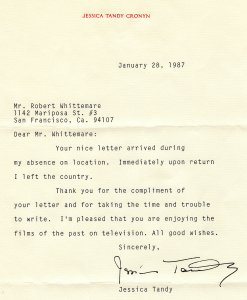 JESSICA TANDY CRONYN
January 28, 1987
Mr. Robert Whittemare
1142 Mariposa St. #3
San Francisco, Ca. 94107
Dear Mr. Whittemare:
Your nice letter arrived during
my absence on location. Immediately upon return
I left the country.
Thank you for the compliment of
your letter and for taking the time and trouble
to write. I'm pleased that you are enjoying the
films of the past on television. All good wishes.
Sincerely,
Jessica Tandy
Jessica Tandy